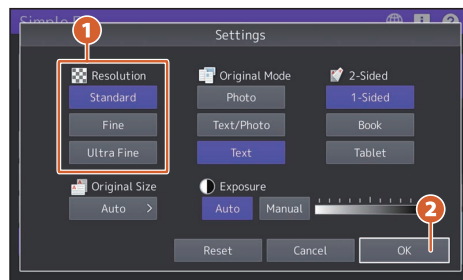 Simple
1
Settings
Resolution
Standard
Fine
Ultra Fine
Original Mode
Photo
Text/Photo
Text
2-Sided
1-Sided
Book
Tablet
Original Size
Auto >
Exposure
Auto Manual
2
Reset Cancel OK